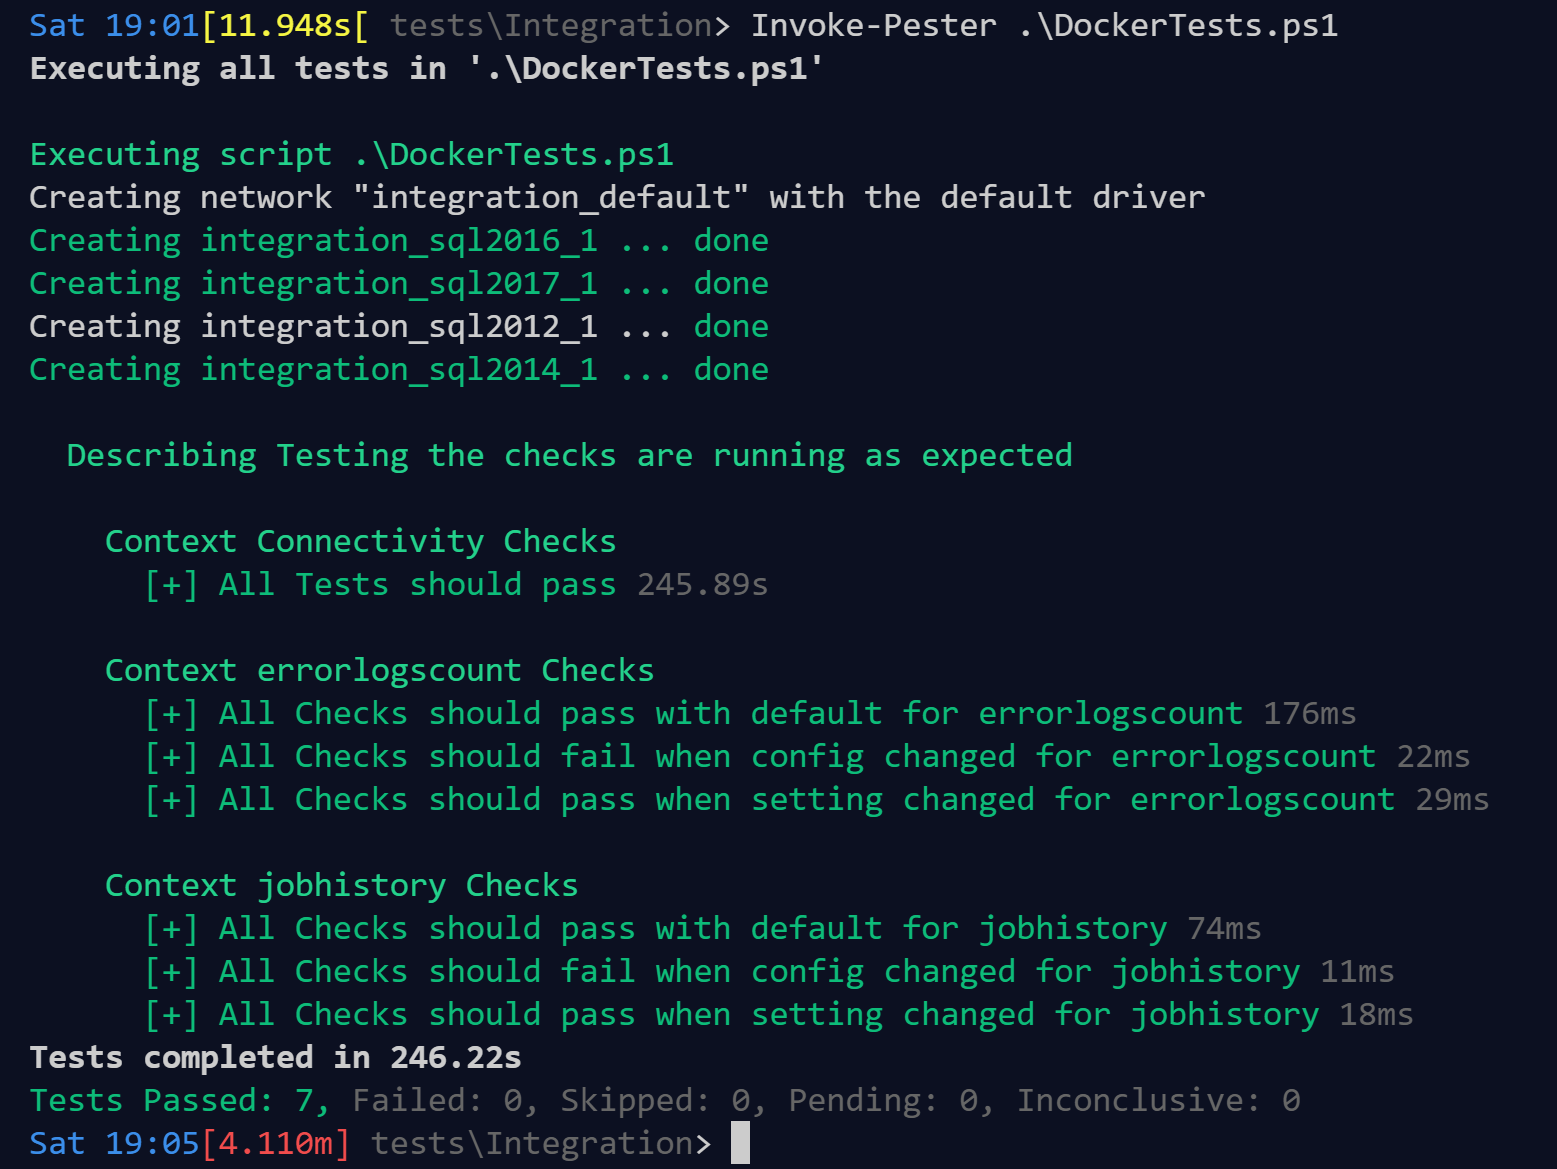 Sat 19:01[11.948s[ tests\Integration> Invoke-Pester .\DockerTests.ps1
Executing all tests in '.\DockerTests.ps1'
Executing script .\DockerTests.ps1
Creating network "integration_default" with the default driver
Creating integration_sql2016_1 ... done
Creating integration_sql2017_1 ... done
Creating integration_sql2012_1 ... done
Creating integration_sql2014_1 ... done
Describing Testing the checks are running as expected
Context Connectivity Checks
[+] All Tests should pass 245.89s
Context errorlogscount Checks
[+] All Checks should pass with default for errorlogscount 176ms
[+] All Checks should fail when config changed for errorlogscount 22ms
[+] All Checks should pass when setting changed for errorlogscount 29ms
Context jobhistory Checks
[+] All Checks should pass with default for jobhistory 74ms
[+] All Checks should fail when config changed for jobhistory 11ms
[+] All Checks should pass when setting changed for jobhistory 18ms
Tests completed in 246.22s
Tests Passed: 7, Failed: 0, Skipped: 0, Pending: 0, Inconclusive: 0
Sat 19:05[4.110m] tests\Integration>